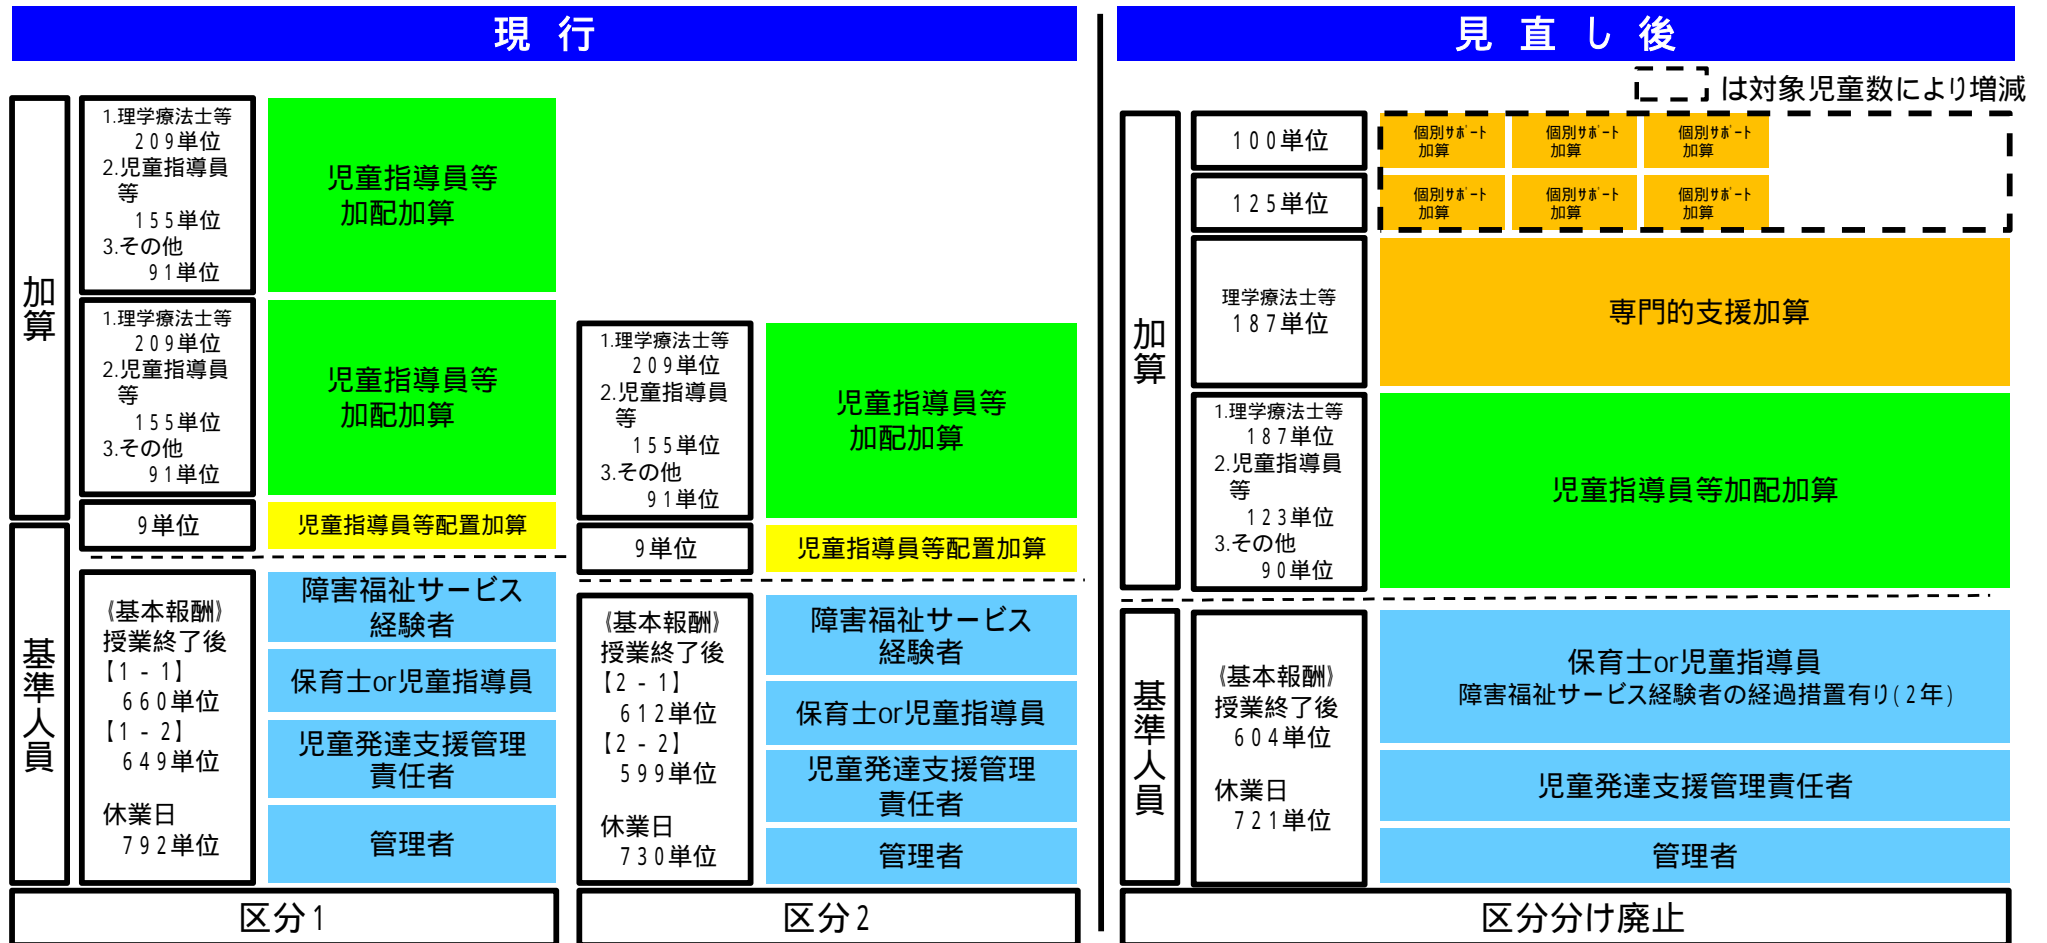 現行
見直し後
は対象児童数により増減
加算
1.理学療法士等
209単位
2.児童指導員
等
155単位
3.その他
91単位
児童指導員等
加配加算
1.理学療法士等
209単位
2.児童指導員
等
155単位
3.その他
91単位
児童指導員等
加配加算
9単位
児童指導員等配置加算
基準人員
《基本報酬》
授業終了後
【1-1】
660単位
【1-2】
649単位
休業日
792単位
障害福祉サービス
経験者
保育士or児童指導員
児童発達支援管理
責任者
管理者
区分1
1.理学療法士等
209単位
2.児童指導員
等
155単位
3.その他
91単位
児童指導員等
加配加算
9単位
児童指導員等配置加算
《基本報酬》
授業終了後
【2-1】
612単位
【2-2】
599単位
休業日
730単位
障害福祉サービス
経験者
保育士or児童指導員
児童発達支援管理
責任者
管理者
区分2
加算
100単位
個別サポート
加算
個別サポート
加算
個別サポート
加算
125単位
個別サポート
加算
個別サポート
加算
個別サポート
加算
理学療法士等
187単位
専門的支援加算
1.理学療法士等
187単位
2.児童指導員
等
123単位
3.その他
90単位
児童指導員等加配加算
基準人員
《基本報酬》
授業終了後
604単位
休業日
721単位
保育士or児童指導員
障害福祉サービス経験者の経過措置有り(2年)
児童発達支援管理責任者
管理者
区分分け廃止